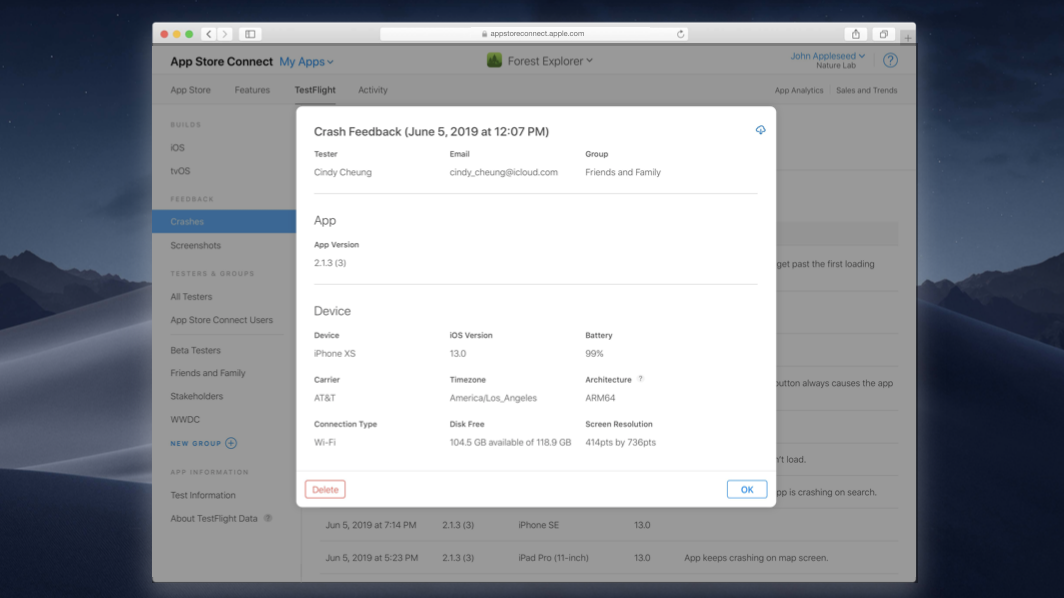 appstoreconnect.apple.com
App Store Connect My Apps
Forest Explorer
John Appleseed
Nature Lab
?
App Store Features TestFlight Activity
App Analytics Sales and Trends
BUILDS
iOS
tvOS
FEEDBACK
Crashes
Screenshots
TESTERS & GROUPS
All Testers
App Store Connect Users
Beta Testers
Friends and Family
Stakeholders
WWDC
NEW GROUP +
APP INFORMATION
Test Information
About TestFlight Data ?
Crash Feedback (June 5, 2019 at 12:07 PM)
Tester Email Group
Cindy Cheung cindy_cheung@icloud.com Friends and Family
App
App Version
2.1.3 (3)
Device
Device iOS Version Battery
iPhone XS 13.0 99%
Carrier Timezone Architecture ?
AT&T America/Los_Angeles ARM64
Connection Type Disk Free Screen Resolution
Wi-Fi 104.5 GB available of 118.9 GB 414pts by 736pts
Delete OK
get past the first loading
button always causes the app
n't load.
pp is crashing on search.
Jun 5, 2019 at 7:14 PM 2.1.3 (3) iPhone SE 13.0
Jun 5, 2019 at 5:23 PM 2.1.3 (3) iPad Pro (11-inch) 13.0 App keeps crashing on map screen.